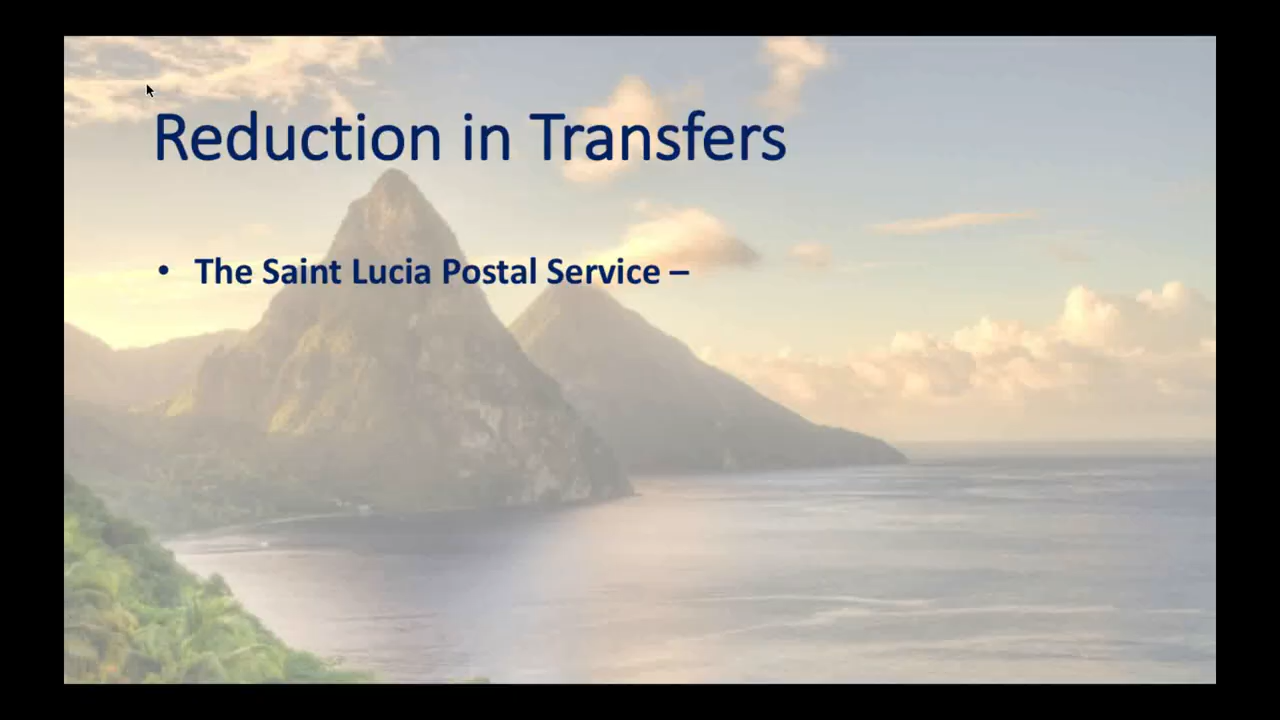 Reduction in Transfers
• The Saint Lucia Postal Service –